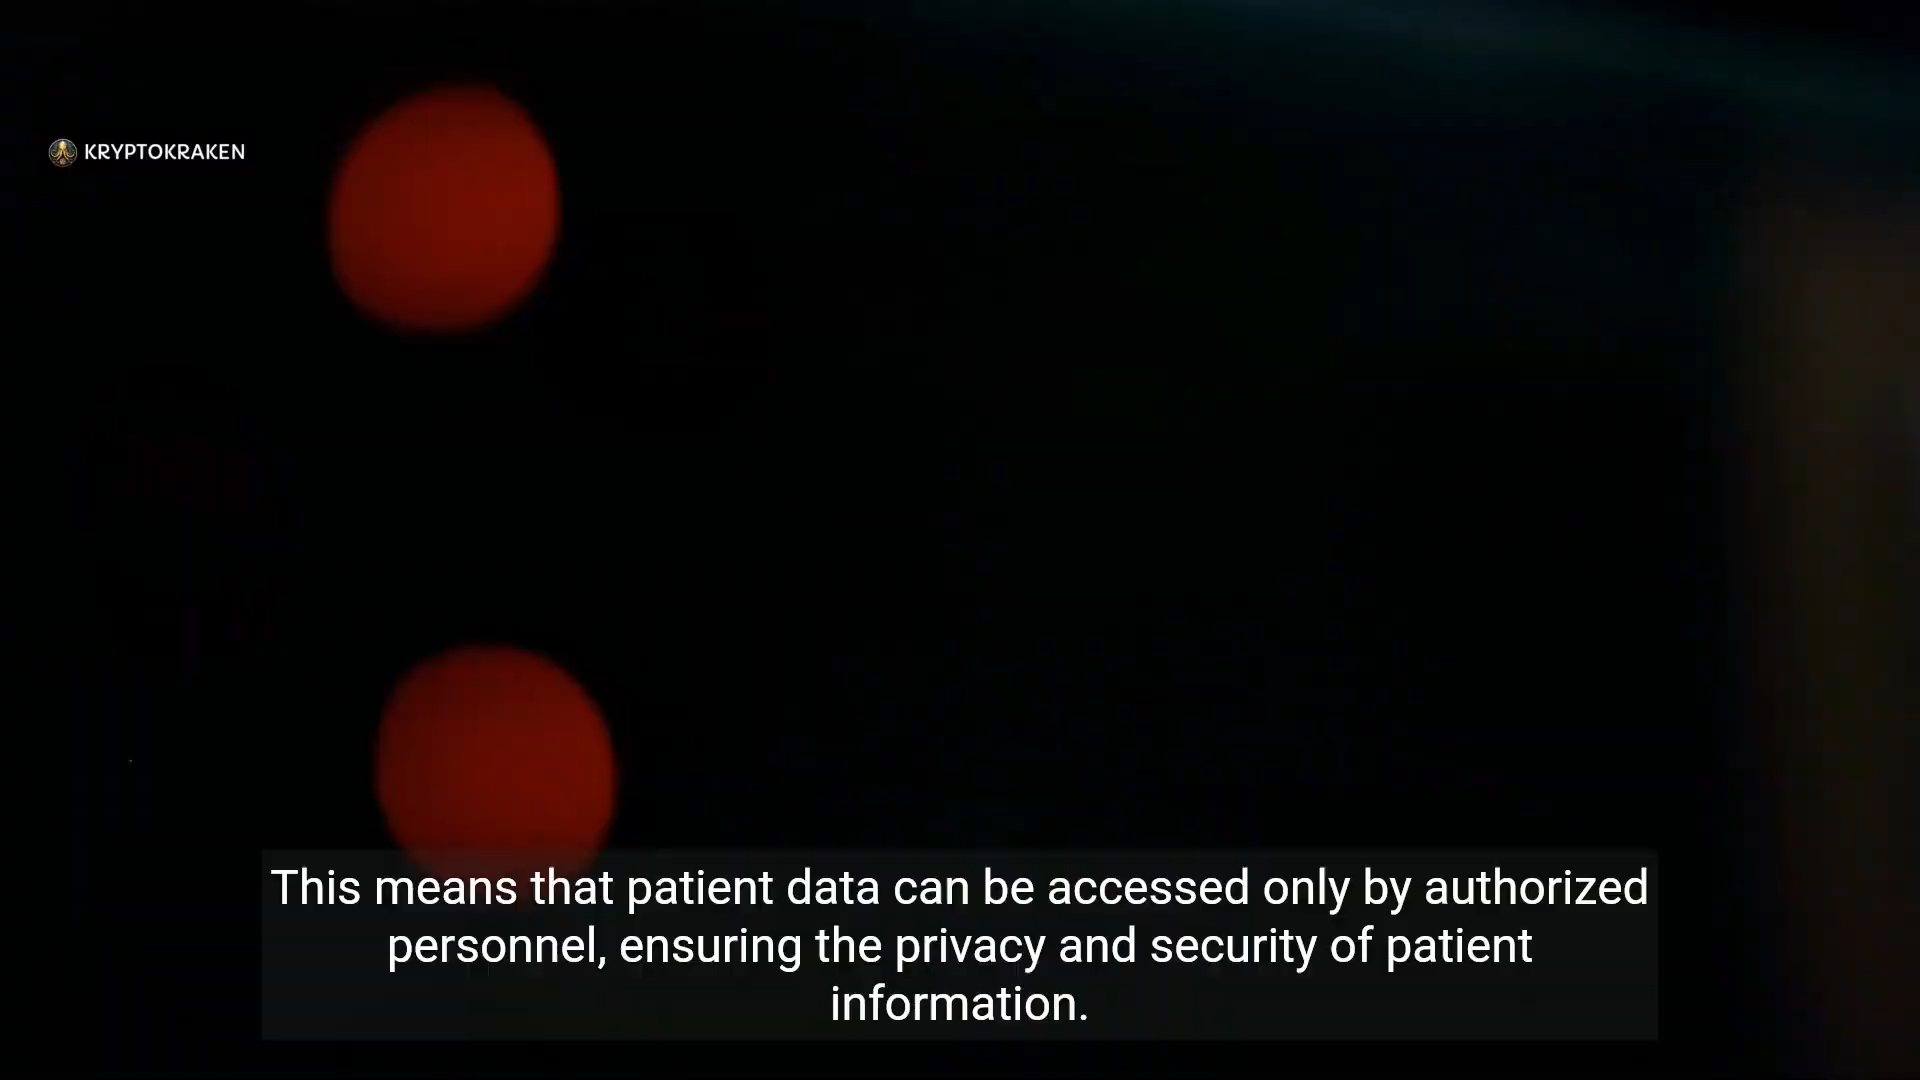 KRYPTOKRAKEN
This means that patient data can be accessed only by authorized
personnel, ensuring the privacy and security of patient
information.